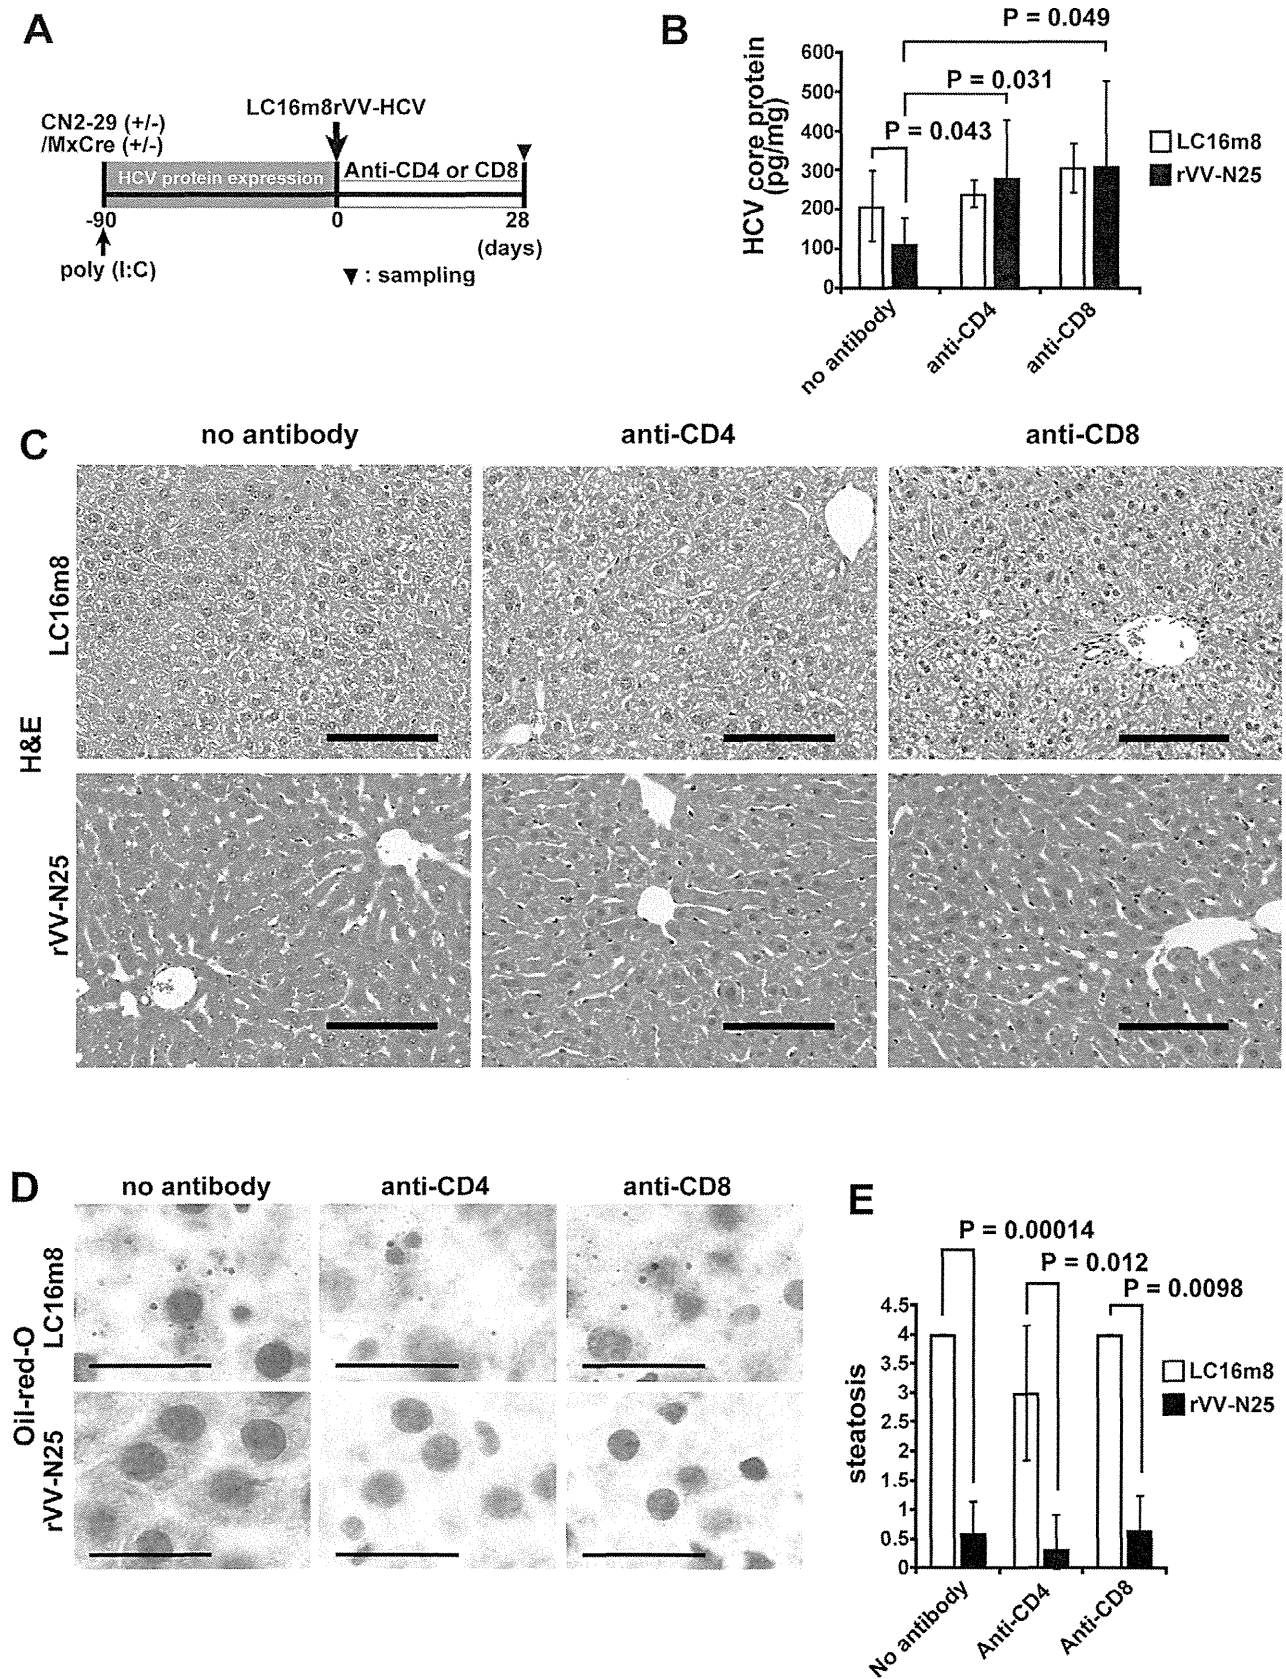 A
LC16m8rVV-HCV
CN2-29 (+/-)
/MxCre (+/-)
HCV protein expression
Anti-CD4 or CD8
-90
0
28
(days)
poly (I:C)
▼: sampling
B
P = 0.049
P = 0.031
P = 0.043
HCV core protein
(pg/mg)
600
500
400
300
200
100
0
LC16m8
rVV-N25
no antibody
anti-CD4
anti-CD8
C
no antibody
anti-CD4
anti-CD8
H&E
LC16m8
rVV-N25
D
no antibody
anti-CD4
anti-CD8
Oil-red-O
LC16m8
rVV-N25
E
P = 0.00014
P = 0.012
P = 0.0098
steatosis
4.5
4
3.5
3
2.5
2
1.5
1
0.5
0
LC16m8
rVV-N25
No antibody
Anti-CD4
Anti-CD8